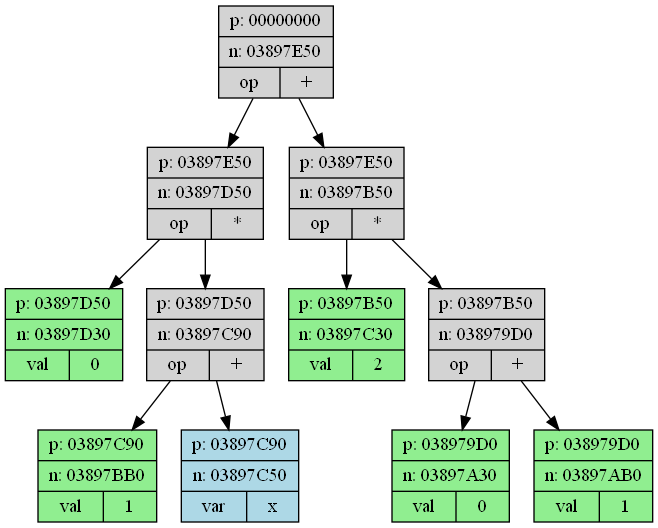 p: 00000000
n: 03897E50
op +
p: 03897E50
n: 03897D50
op *
p: 03897E50
n: 03897B50
op *
p: 03897D50
n: 03897D30
val 0
p: 03897D50
n: 03897C90
op +
p: 03897B50
n: 03897C30
val 2
p: 03897B50
n: 038979D0
op +
p: 03897C90
n: 03897BB0
val 1
p: 03897C90
n: 03897C50
var x
p: 038979D0
n: 03897A30
val 0
p: 038979D0
n: 03897AB0
val 1